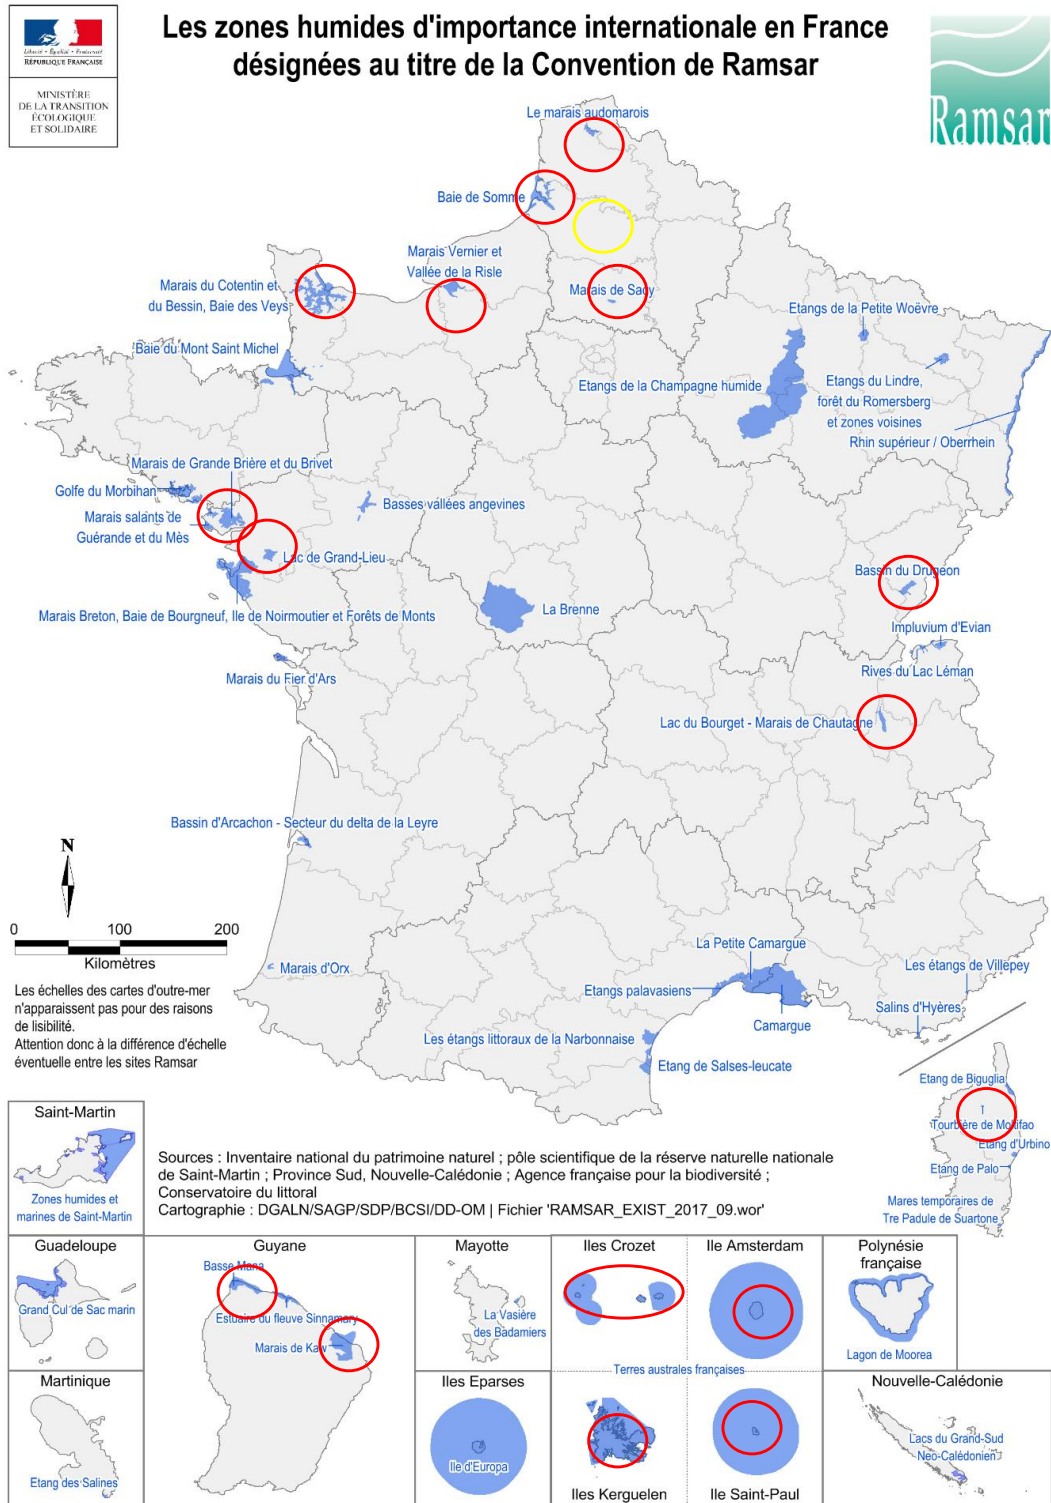 Liberté • Égalité • Fraternité
RÉPUBLIQUE FRANÇAISE
MINISTÈRE
DE LA TRANSITION
ÉCOLOGIQUE
ET SOLIDAIRE
Les zones humides d'importance internationale en France
désignées au titre de la Convention de Ramsar
Ramsar
Le marais audomarois
Baie de Somme
Marais Vernier et
Vallée de la Risle
Marais du Cotentin et
du Bessin, Baie des Veys
Marais de Sacy
Etangs de la Petite Woëvre
Baie du Mont Saint Michel
Etangs de la Champagne humide
Etangs du Lindre,
forêt du Romersberg
et zones voisines
Rhin supérieur / Oberrhein
Marais de Grande Brière et du Brivet
Golfe du Morbihan
Basses vallées angevines
Marais salants de
Guérande et du Mès
Lac de Grand-Lieu
Bassin du Drugeon
La Brenne
Marais Breton, Baie de Bourgneuf, Ile de Noirmoutier et Forêts de Monts
Impluvium d'Evian
Marais du Fier d'Ars
Rives du Lac Léman
Lac du Bourget - Marais de Chautagne
Bassin d'Arcachon - Secteur du delta de la Leyre
N
0 100 200
Kilomètres
Les échelles des cartes d'outre-mer
n'apparaissent pas pour des raisons
de lisibilité.
Attention donc à la différence d'échelle
éventuelle entre les sites Ramsar
Marais d'Orx
La Petite Camargue
Les étangs de Villepey
Etangs palavasiens
Salins d'Hyères
Camargue
Les étangs littoraux de la Narbonnaise
Etang de Salses-leucate
Etang de Biguglia
Tourbière de Moltifao
Etang d'Urbino
Etang de Palo
Mares temporaires de
Tre Padule de Suartone
Saint-Martin
Zones humides et
marines de Saint-Martin
Sources : Inventaire national du patrimoine naturel ; pôle scientifique de la réserve naturelle nationale
de Saint-Martin ; Province Sud, Nouvelle-Calédonie ; Agence française pour la biodiversité ;
Conservatoire du littoral
Cartographie : DGALN/SAGP/SDP/BCSI/DD-OM | Fichier 'RAMSAR_EXIST_2017_09.wor'
Guadeloupe
Grand Cul de Sac marin
Guyane
Basse Mana
Estuaire du fleuve Sinnamary
Marais de Kaw
Mayotte
La Vasière
des Badamiers
Iles Crozet
Ile Amsterdam
Polynésie
française
Lagon de Moorea
Terres australes françaises
Martinique
Etang des Salines
Iles Eparses
Ile d'Europa
Iles Kerguelen
Ile Saint-Paul
Nouvelle-Calédonie
Lacs du Grand-Sud
Neo-Calédonien